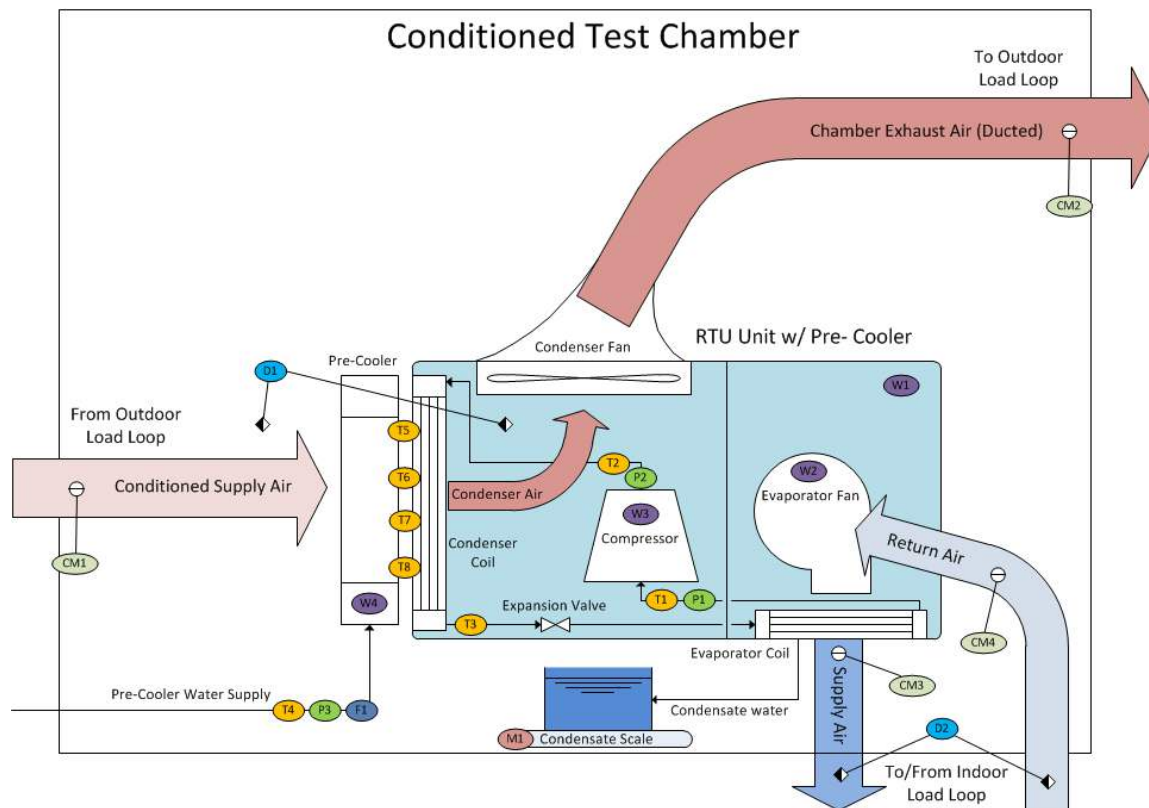 Conditioned Test Chamber
To Outdoor
Load Loop
Chamber Exhaust Air (Ducted)
CM2
RTU Unit w/ Pre- Cooler
Condenser Fan
Pre-Cooler
D1
W1
From Outdoor
Load Loop
T5
T2
P2
W2
Evaporator Fan
Conditioned Supply Air
T6
Condenser Air
W3
Compressor
T7
Condenser
Coil
Return Air
CM1
T8
Expansion Valve
T1
P1
W4
T3
CM4
Evaporator Coil
CM3
Pre-Cooler Water Supply
T4
P3
F1
Condensate water
Supply Air
M1
Condensate Scale
D2
To/From Indoor
Load Loop